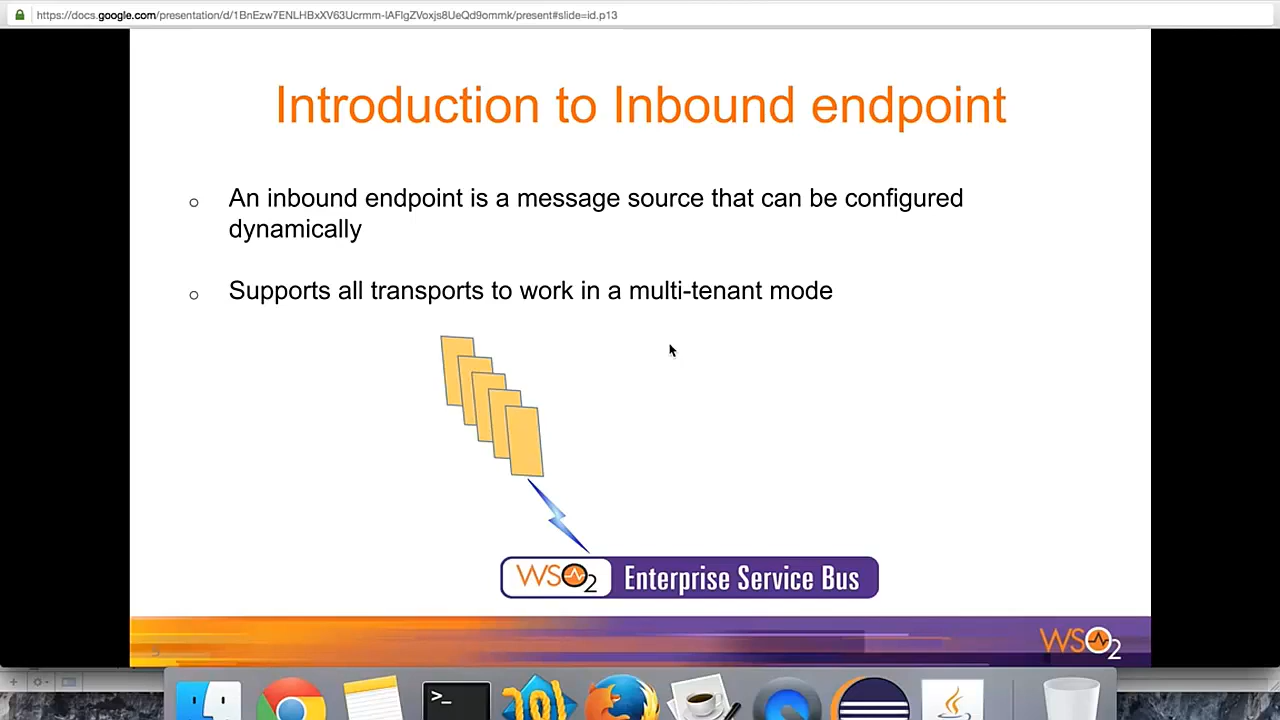 https://docs.google.com/presentation/d/1BnEzw7ENLHBxXV63Ucrmm-IAFIgZVoxjs8UeQd9ommk/present#slide=id.p13
Introduction to Inbound endpoint
An inbound endpoint is a message source that can be configured
dynamically
Supports all transports to work in a multi-tenant mode
WSO2 Enterprise Service Bus
WSO2
>_
101